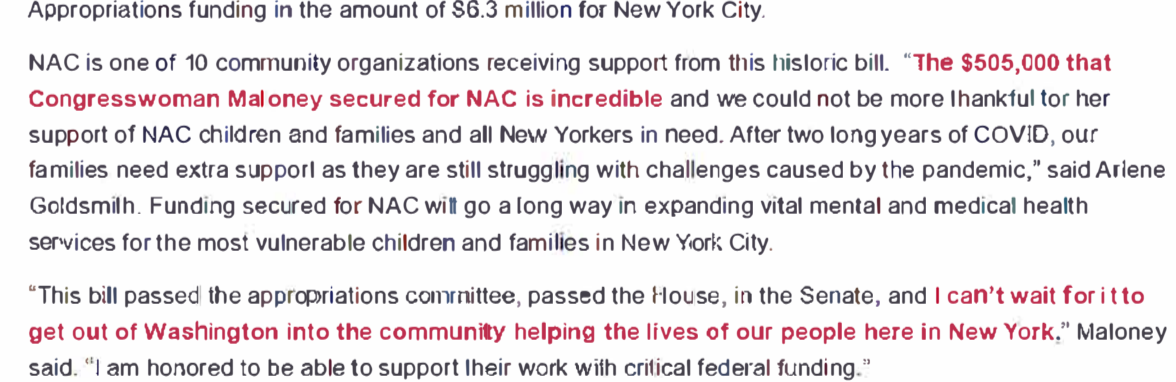 Appropriations funding in the amount of $6.3 million for New York City.
NAC is one of 10 community organizations receiving support from this historic bill. “The $505,000 that
Congresswoman Maloney secured for NAC is incredible and we could not be more thankful for her
support of NAC children and families and all New Yorkers in need. After two long years of COVID, our
families need extra support as they are still struggling with challenges caused by the pandemic,” said Arlene
Goldsmith. Funding secured for NAC will go a long way in expanding vital mental and medical health
services for the most vulnerable children and families in New York City.
“This bill passed the appropriations committee, passed the House, in the Senate, and I can’t wait for it to
get out of Washington into the community helping the lives of our people here in New York.” Maloney
said. “I am honored to be able to support their work with critical federal funding.”